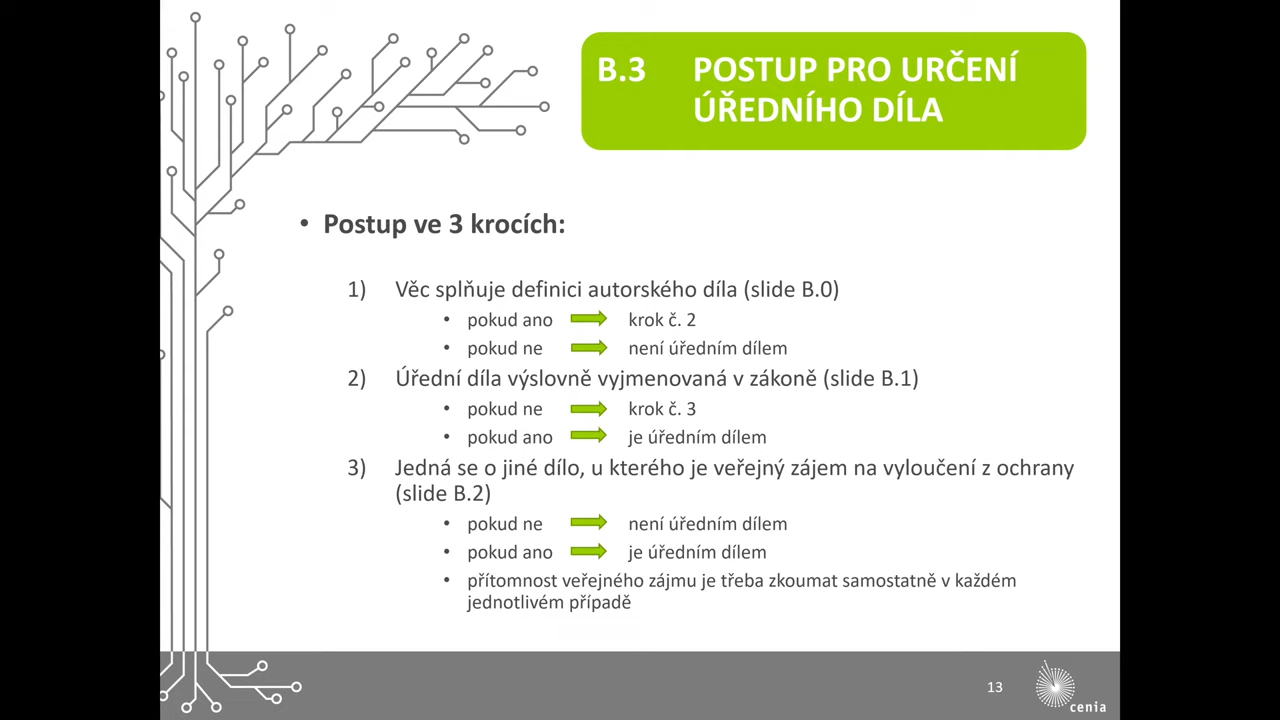 B.3 POSTUP PRO URČENÍ
ÚŘEDNÍHO DÍLA
• Postup ve 3 krocích:
1) Věc splňuje definici autorského díla (slide B.0)
• pokud ano krok č. 2
• pokud ne není úředním dílem
2) Úřední díla výslovně vyjmenovaná v zákoně (slide B.1)
• pokud ne krok č. 3
• pokud ano je úředním dílem
3) Jedná se o jiné dílo, u kterého je veřejný zájem na vyloučení z ochrany
(slide B.2)
• pokud ne není úředním dílem
• pokud ano je úředním dílem
• přítomnost veřejného zájmu je třeba zkoumat samostatně v každém
jednotlivém případě
13
cenia